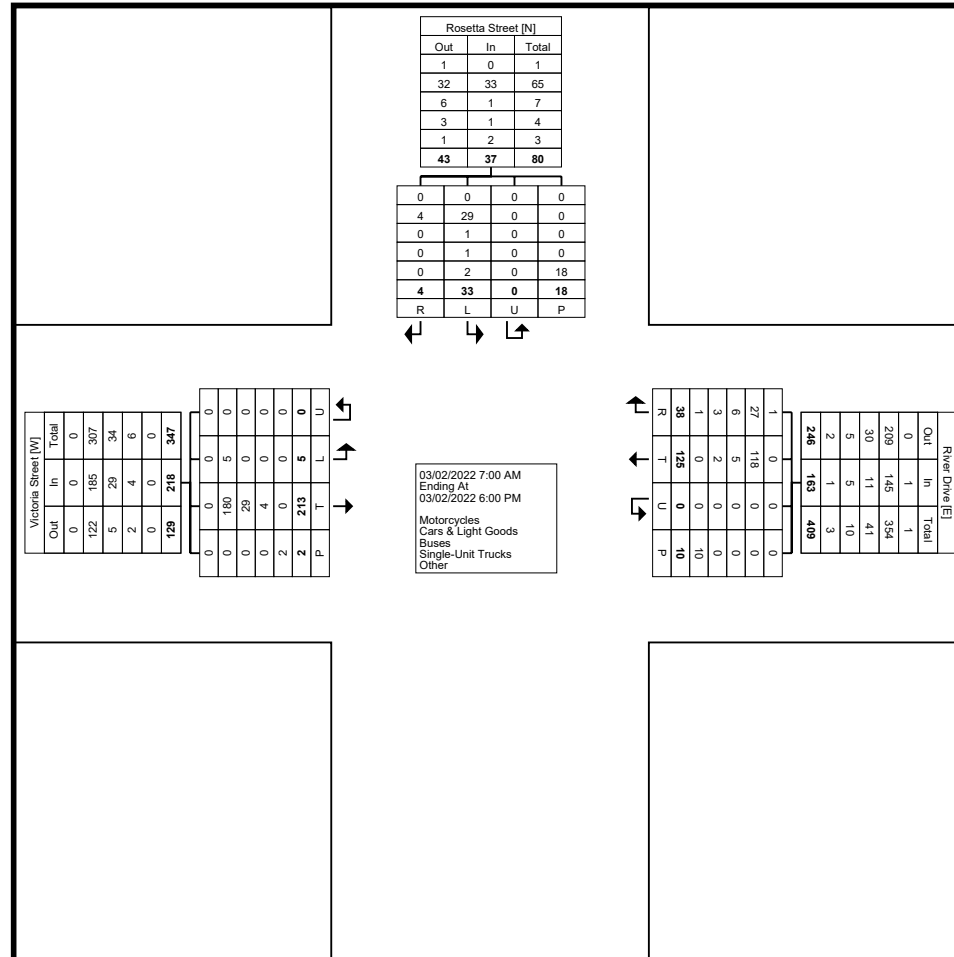 Rosetta Street [N]
Out In Total
1 0 1
32 33 65
6 1 7
3 1 4
1 2 3
43 37 80
0 0 0 0
4 29 0 0
0 1 0 0
0 1 0 0
0 2 0 18
4 33 0 18
R L U P
Victoria Street [W]
Total In Out
0 0 0
307 185 122
34 29 5
6 4 2
0 0 0
347 218 129
0 0 0 0
0 5 180 0
0 0 29 0
0 0 4 0
0 0 0 2
0 5 213 2
U L T P
03/02/2022 7:00 AM
Ending At
03/02/2022 6:00 PM
Motorcycles
Cars & Light Goods
Buses
Single-Unit Trucks
Other
River Drive [E]
Out In Total
0 1 1
209 145 354
30 11 41
5 5 10
2 1 3
246 163 409
1 0 0 0
27 118 0 0
6 5 0 0
3 2 0 0
1 0 0 10
38 125 0 10
R T U P